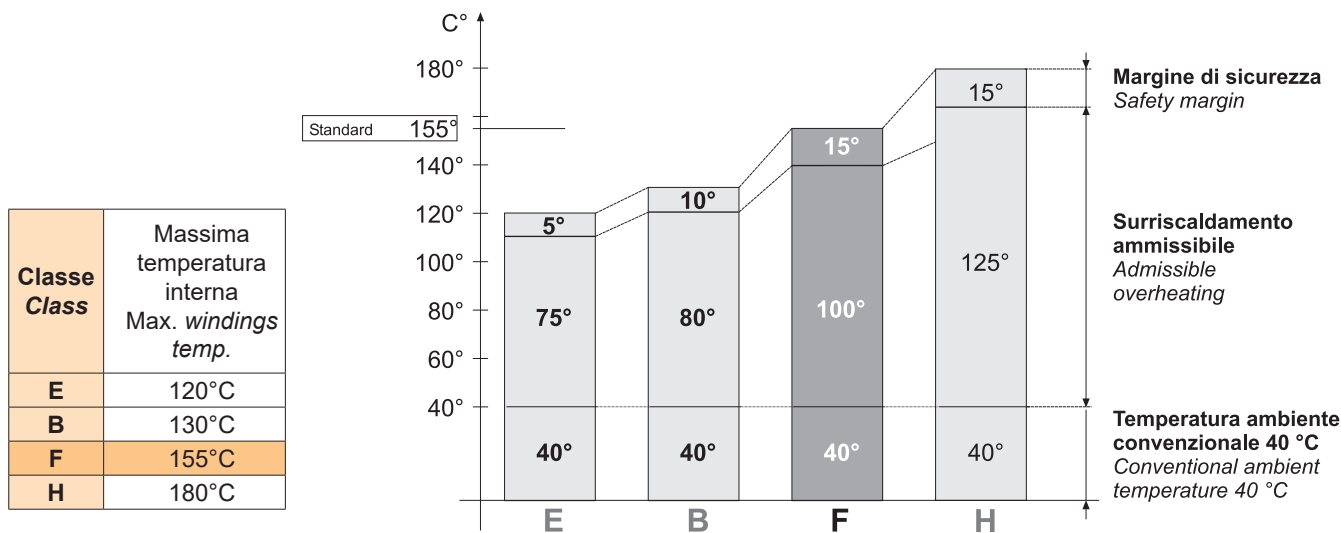 Classe
Class
Massima
temperatura
interna
Max. windings
temp.
E 120°C
B 130°C
F 155°C
H 180°C
C°
180°
Standard 155°
140°
120°
100°
80°
60°
40°
5°
75°
40°
10°
80°
40°
15°
100°
40°
15°
125°
40°
E B F H
Margine di sicurezza
Safety margin
Surriscaldamento
ammissibile
Admissible
overheating
Temperatura ambiente
convenzionale 40 °C
Conventional ambient
temperature 40 °C